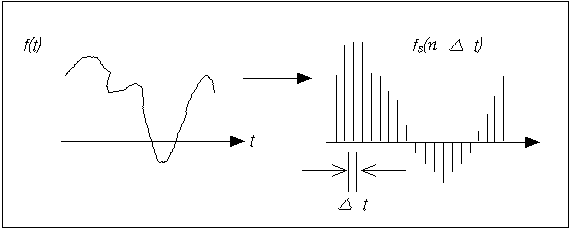 f(t)
fs(n △ t)
t
△ t